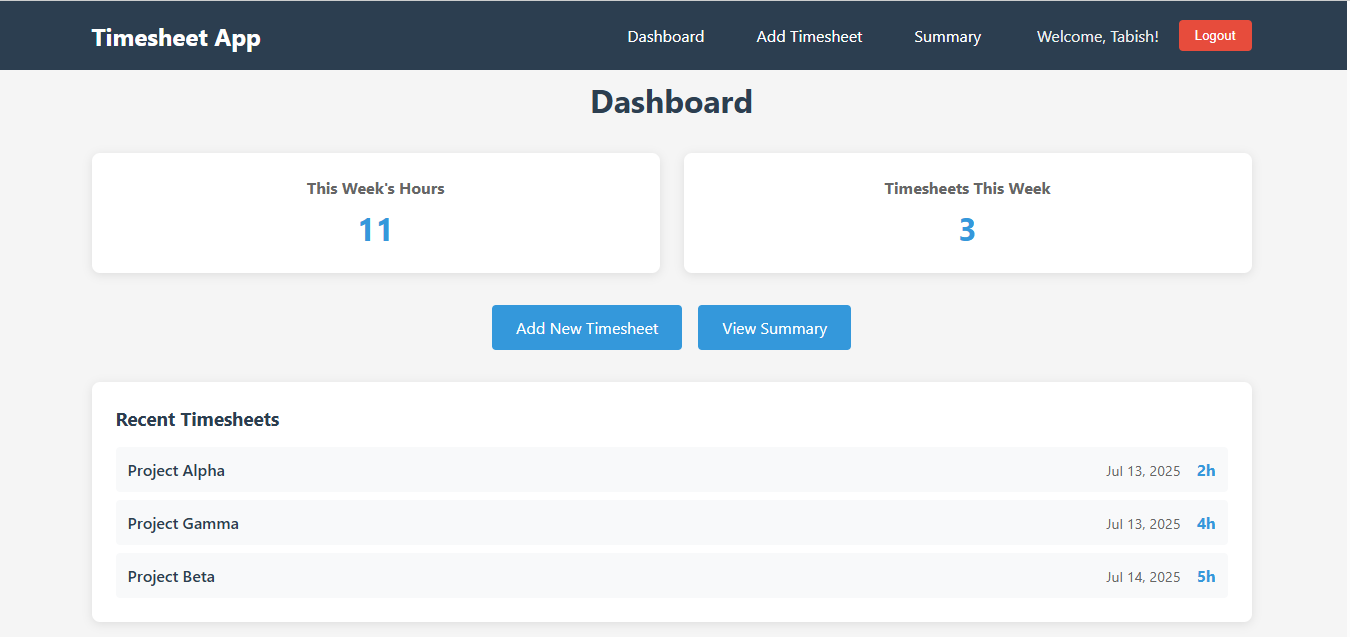 Timesheet App Dashboard Add Timesheet Summary Welcome, Tabish! Logout
Dashboard
This Week's Hours
11
Timesheets This Week
3
Add New Timesheet View Summary
Recent Timesheets
Project Alpha Jul 13, 2025 2h
Project Gamma Jul 13, 2025 4h
Project Beta Jul 14, 2025 5h